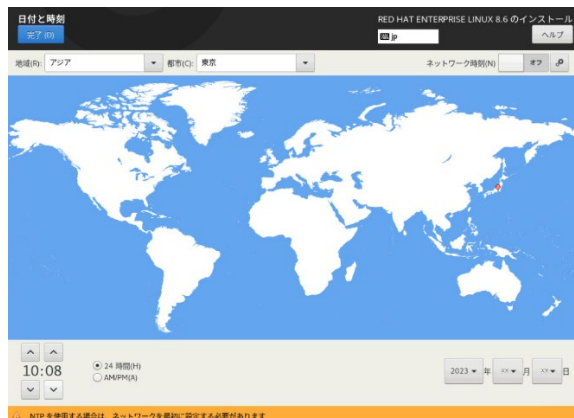 日付と時刻
RED HAT ENTERPRISE LINUX 8.6 のインストール
完了 (D)
jp
ヘルプ
地域(R): アジア 都市(C): 東京 ネットワーク時刻(N) オフ
10:08
24 時間(H)
AM/PM(A)
2023 年 ×× 月 ×× 日
NTP を使用する場合は、ネットワークを最初に設定する必要があります